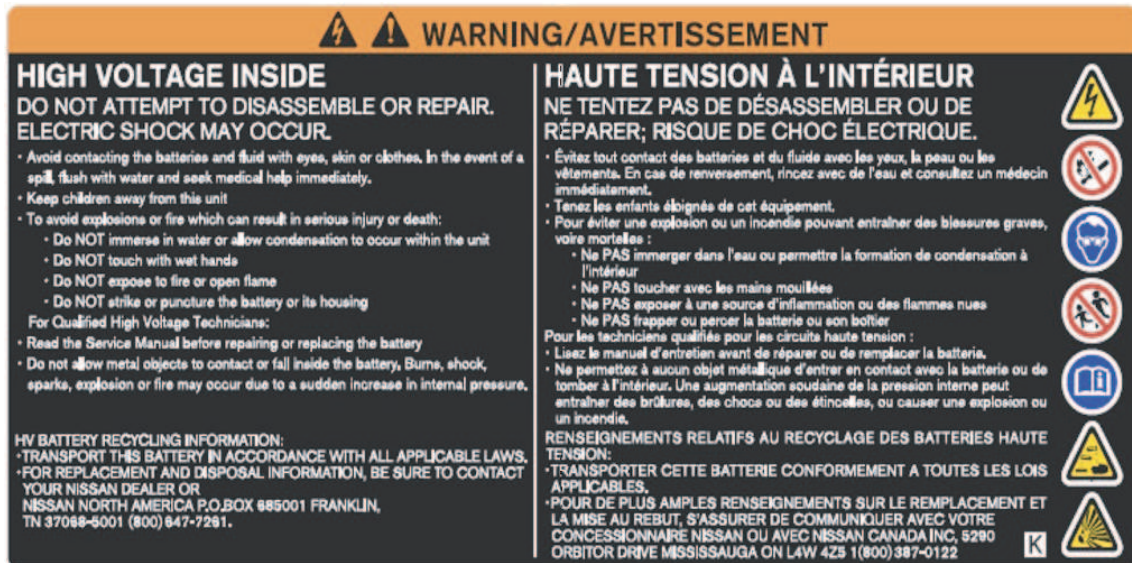 WARNING/AVERTISSEMENT
HIGH VOLTAGE INSIDE
DO NOT ATTEMPT TO DISASSEMBLE OR REPAIR.
ELECTRIC SHOCK MAY OCCUR.
· Avoid contacting the batteries and fluid with eyes, skin or clothes. In the event of a
spill, flush with water and seek medical help immediately.
· Keep children away from this unit
· To avoid explosions or fire which can result in serious injury or death:
· Do NOT immerse in water or allow condensation to occur within the unit
· Do NOT touch with wet hands
· Do NOT expose to fire or open flame
· Do NOT strike or puncture the battery or its housing
For Qualified High Voltage Technicians:
· Read the Service Manual before repairing or replacing the battery
· Do not allow metal objects to contact or fall inside the battery. Burns, shock,
sparks, explosion or fire may occur due to a sudden increase in internal pressure.
HV BATTERY RECYCLING INFORMATION:
·TRANSPORT THIS BATTERY IN ACCORDANCE WITH ALL APPLICABLE LAWS.
·FOR REPLACEMENT AND DISPOSAL INFORMATION, BE SURE TO CONTACT
YOUR NISSAN DEALER OR
NISSAN NORTH AMERICA P.O.BOX 685001 FRANKLIN,
TN 37068-5001 (800) 647-7261.
HAUTE TENSION À L'INTÉRIEUR
NE TENTEZ PAS DE DÉSASSEMBLER OU DE
RÉPARER; RISQUE DE CHOC ÉLECTRIQUE.
· Évitez tout contact des batteries et du fluide avec les yeux, la peau ou les
vêtements. En cas de renversement, rincez avec de l'eau et consultez un médecin
immédiatement.
· Tenez les enfants éloignés de cet équipement.
· Pour éviter une explosion ou un incendie pouvant entraîner des blessures graves,
voire mortelles :
· Ne PAS immerger dans l'eau ou permettre la formation de condensation à
l'intérieur
· Ne PAS toucher avec les mains mouillées
· Ne PAS exposer à une source d'inflammation ou des flammes nues
· Ne PAS frapper ou percer la batterie ou son boîtier
Pour les techniciens qualifiés pour les circuits haute tension :
· Lisez le manuel d'entretien avant de réparer ou de remplacer la batterie.
· Ne permettez à aucun objet métallique d'entrer en contact avec la batterie ou de
tomber à l'intérieur. Une augmentation soudaine de la pression interne peut
entraîner des brûlures, des chocs ou des étincelles, ou causer une explosion ou
un incendie.
RENSEIGNEMENTS RELATIFS AU RECYCLAGE DES BATTERIES HAUTE
TENSION:
·TRANSPORTER CETTE BATTERIE CONFORMEMENT A TOUTES LES LOIS
APPLICABLES.
·POUR DE PLUS AMPLES RENSEIGNEMENTS SUR LE REMPLACEMENT ET
LA MISE AU REBUT, S'ASSURER DE COMMUNIQUER AVEC VOTRE
CONCESSIONNAIRE NISSAN OU AVEC NISSAN CANADA INC, 5290
ORBITOR DRIVE MISSISSAUGA ON L4W 4Z5 1(800) 387-0122
K